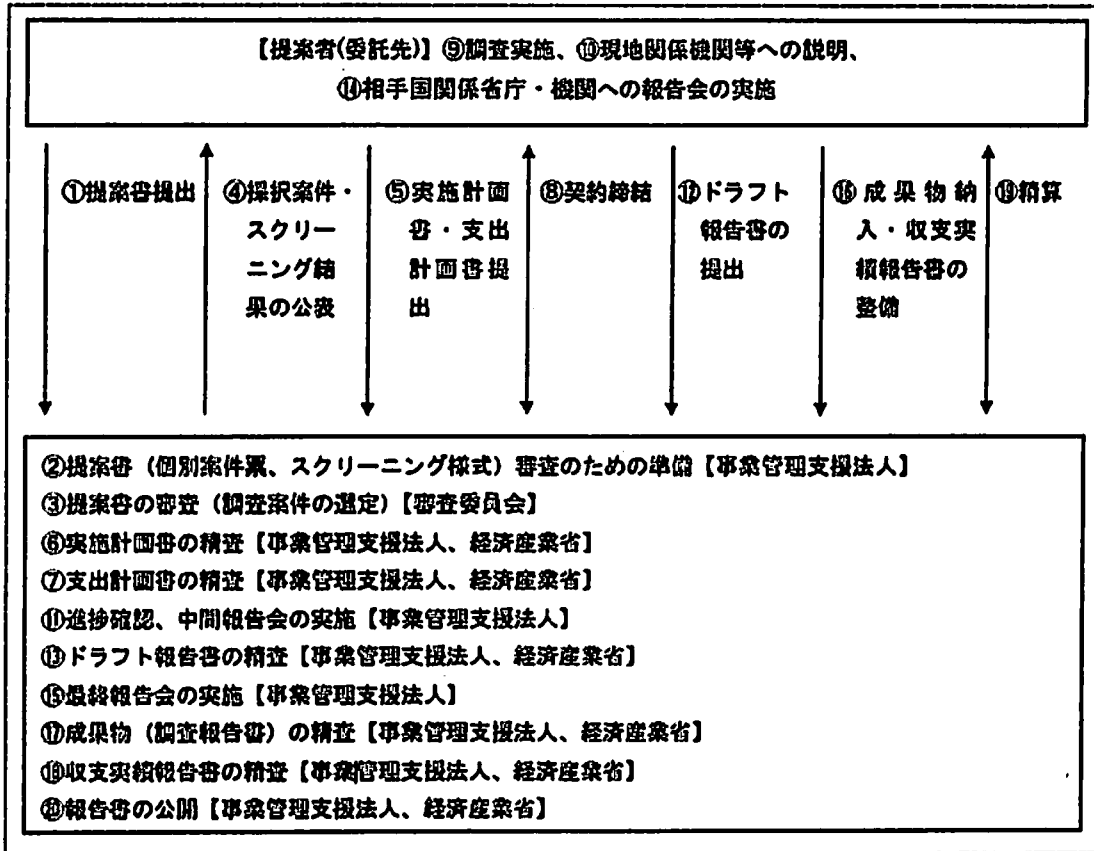 【提案者(委託先)】⑨調査実施、⑩現地関係機関等への説明、
⑭相手国関係省庁・機関への報告会の実施
①提案書提出
④採択案件・
スクリー
ニング結
果の公表
⑤実施計画
書・支出
計画書提
出
⑧契約締結
⑫ドラフト
報告書の
提出
⑯成果物納
入・収支実
績報告書の
整備
⑲精算
②提案書（個別案件票、スクリーニング様式）審査のための準備【事業管理支援法人】
③提案書の審査（調査案件の選定）【審査委員会】
⑥実施計画書の精査【事業管理支援法人、経済産業省】
⑦支出計画書の精査【事業管理支援法人、経済産業省】
⑪進捗確認、中間報告会の実施【事業管理支援法人】
⑬ドラフト報告書の精査【事業管理支援法人、経済産業省】
⑮最終報告会の実施【事業管理支援法人】
⑰成果物（調査報告書）の精査【事業管理支援法人、経済産業省】
⑱収支実績報告書の精査【事業管理支援法人、経済産業省】
⑳報告書の公開【事業管理支援法人、経済産業省】